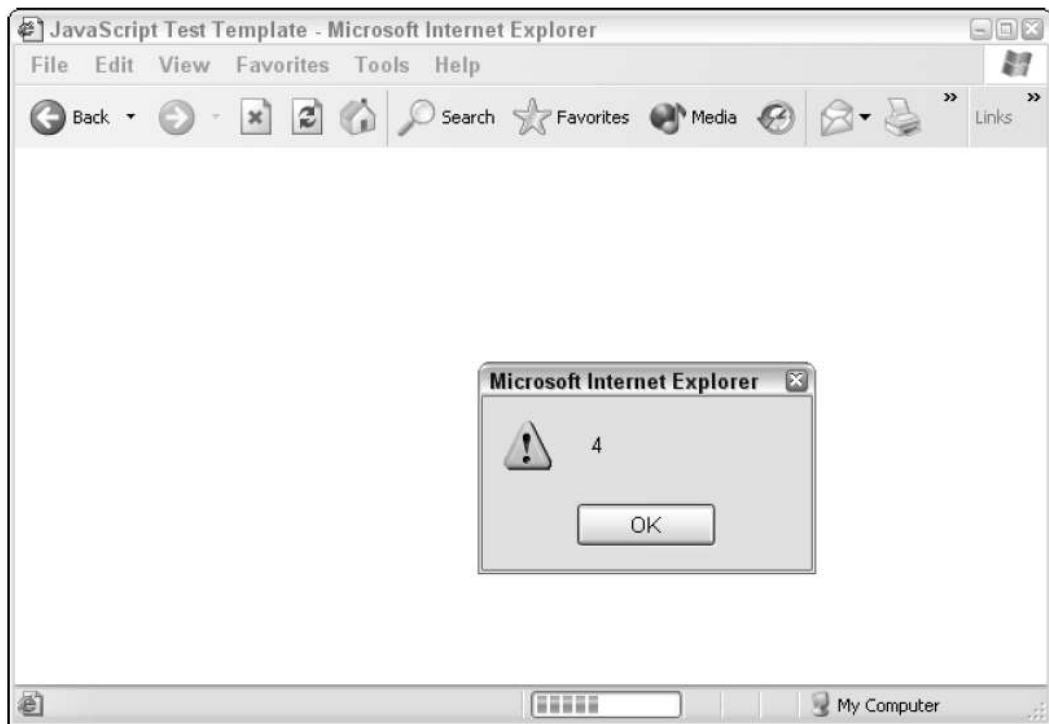 JavaScript Test Template - Microsoft Internet Explorer
File Edit View Favorites Tools Help
Back Search Favorites Media » Links »
Microsoft Internet Explorer
4
OK
My Computer